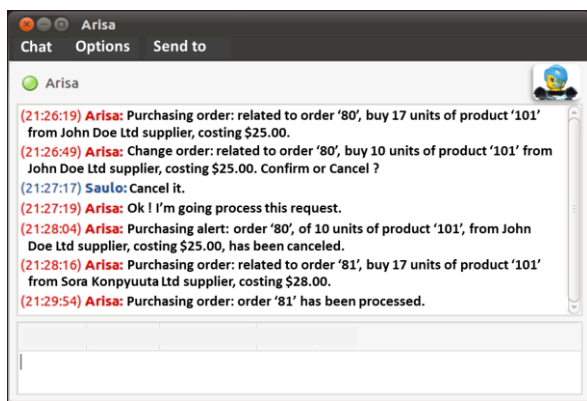 Arisa
Chat Options Send to
Arisa
(21:26:19) Arisa: Purchasing order: related to order ‘80’, buy 17 units of product ‘101’
from John Doe Ltd supplier, costing $25.00.
(21:26:49) Arisa: Change order: related to order ‘80’, buy 10 units of product ‘101’ from
John Doe Ltd supplier, costing $25.00. Confirm or Cancel ?
(21:27:17) Saulo: Cancel it.
(21:27:19) Arisa: Ok ! I’m going process this request.
(21:28:04) Arisa: Purchasing alert: order ‘80’, of 10 units of product ‘101’, from John
Doe Ltd supplier, costing $25.00, has been canceled.
(21:28:16) Arisa: Purchasing order: related to order ‘81’, buy 17 units of product ‘101’
from Sora Konpyuuta Ltd supplier, costing $28.00.
(21:29:54) Arisa: Purchasing order: order ‘81’ has been processed.